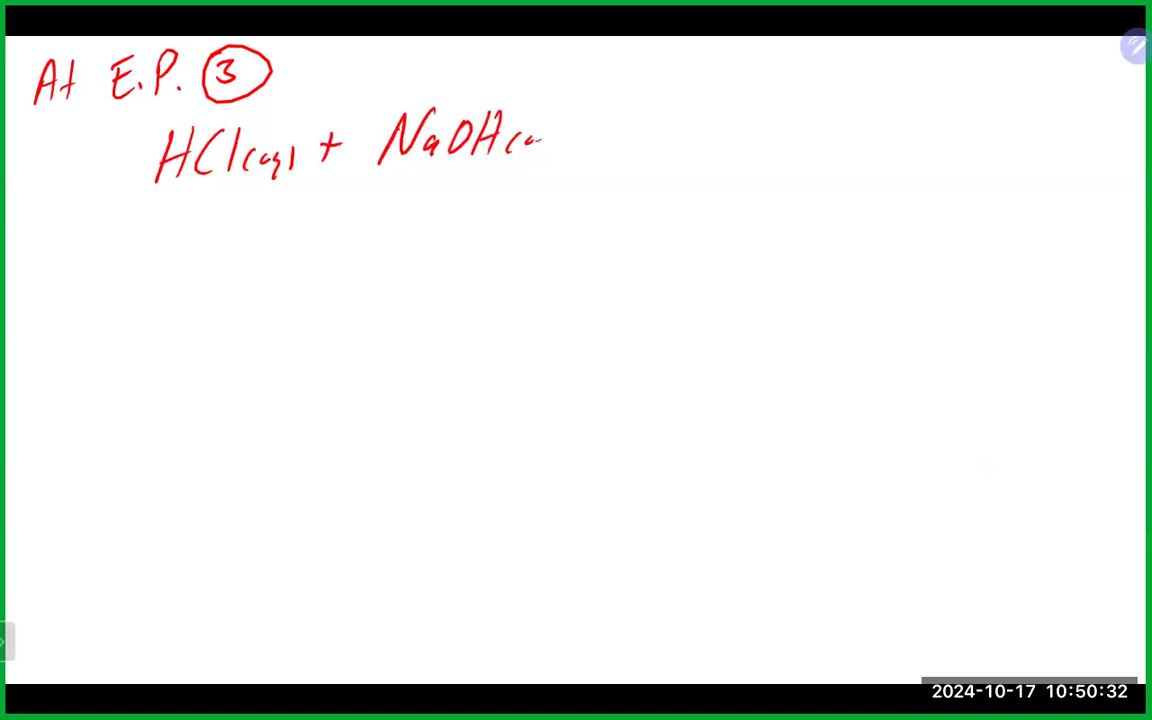 At E.P. ③
HCl(aq) + NaOH(a
2024-10-17 10:50:32